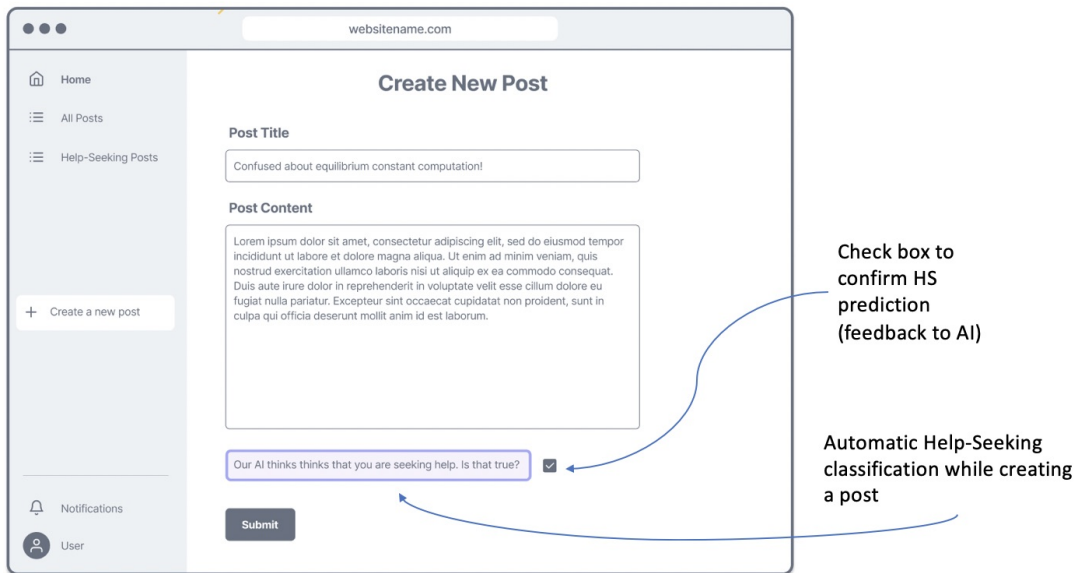 websitename.com
Home
All Posts
Help-Seeking Posts
Create a new post
Notifications
User
Create New Post
Post Title
Confused about equilibrium constant computation!
Post Content
Lorem ipsum dolor sit amet, consectetur adipiscing elit, sed do eiusmod tempor
incididunt ut labore et dolore magna aliqua. Ut enim ad minim veniam, quis
nostrud exercitation ullamco laboris nisi ut aliquip ex ea commodo consequat.
Duis aute irure dolor in reprehenderit in voluptate velit esse cillum dolore eu
fugiat nulla pariatur. Excepteur sint occaecat cupidatat non proident, sunt in
culpa qui officia deserunt mollit anim id est laborum.
Our AI thinks thinks that you are seeking help. Is that true?
Submit
Check box to
confirm HS
prediction
(feedback to AI)
Automatic Help-Seeking
classification while creating
a post